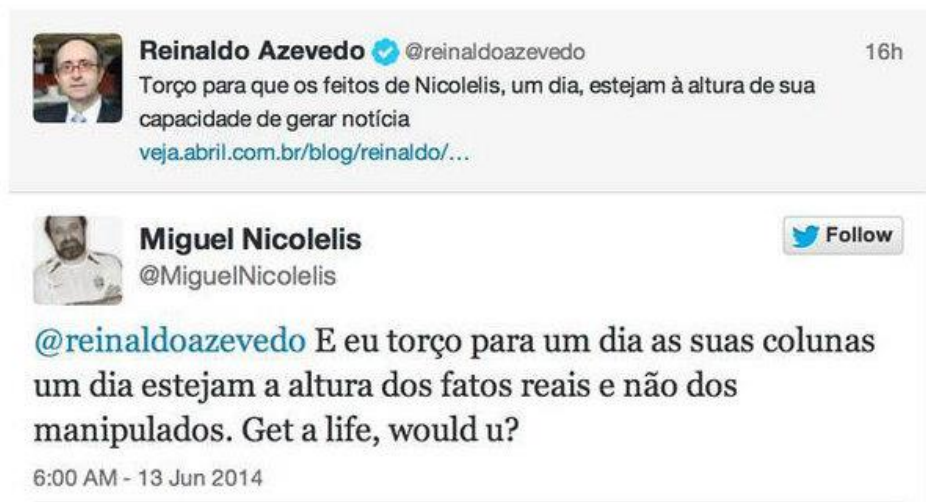 Reinaldo Azevedo @reinaldoazevedo 16h
Torço para que os feitos de Nicolelis, um dia, estejam à altura de sua
capacidade de gerar notícia
veja.abril.com.br/blog/reinaldo/...
Miguel Nicolelis
@MiguelNicolelis
Follow
@reinaldoazevedo E eu torço para um dia as suas colunas
um dia estejam a altura dos fatos reais e não dos
manipulados. Get a life, would u?
6:00 AM - 13 Jun 2014